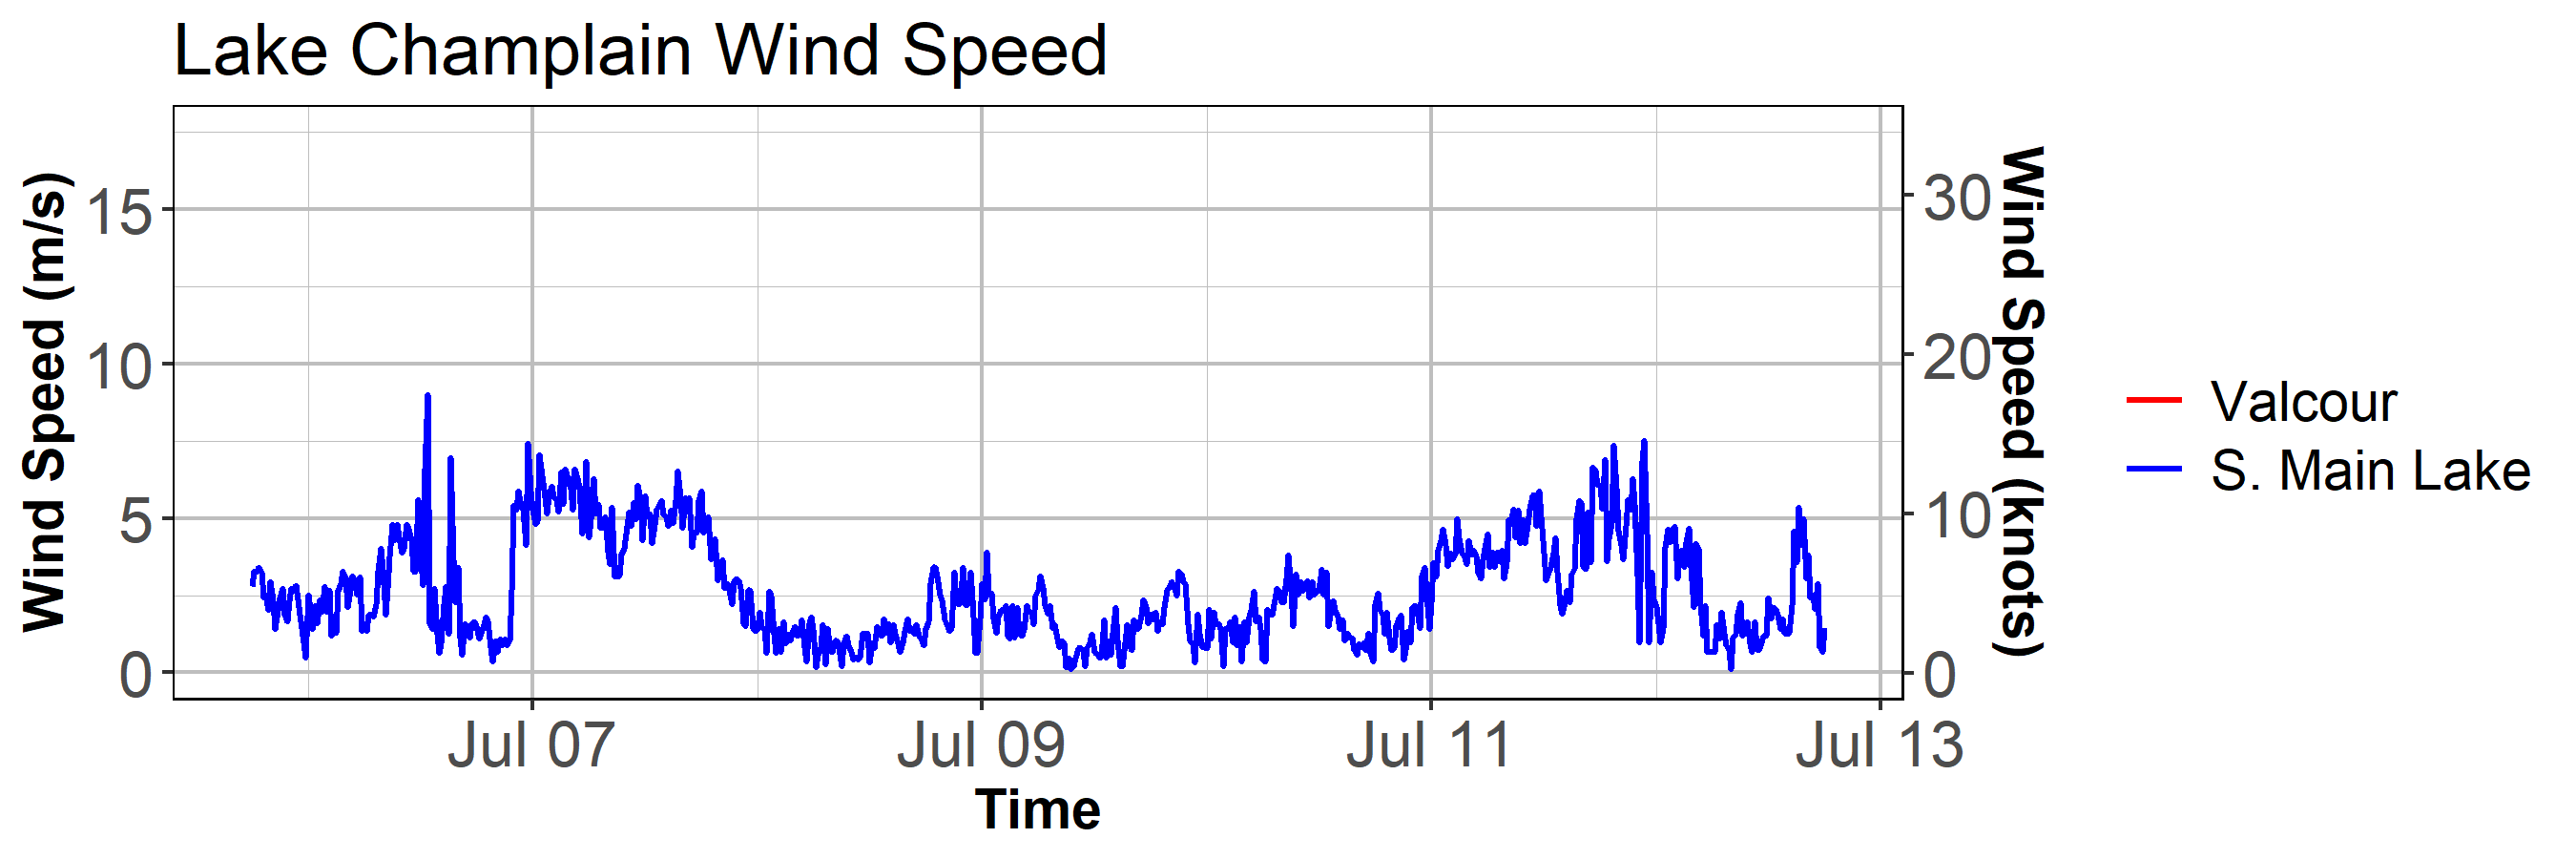 Lake Champlain Wind Speed
Wind Speed (m/s)
15
10
5
0
30
20
10
0
Wind Speed (knots)
Jul 07
Jul 09
Jul 11
Jul 13
Time
Valcour
S. Main Lake